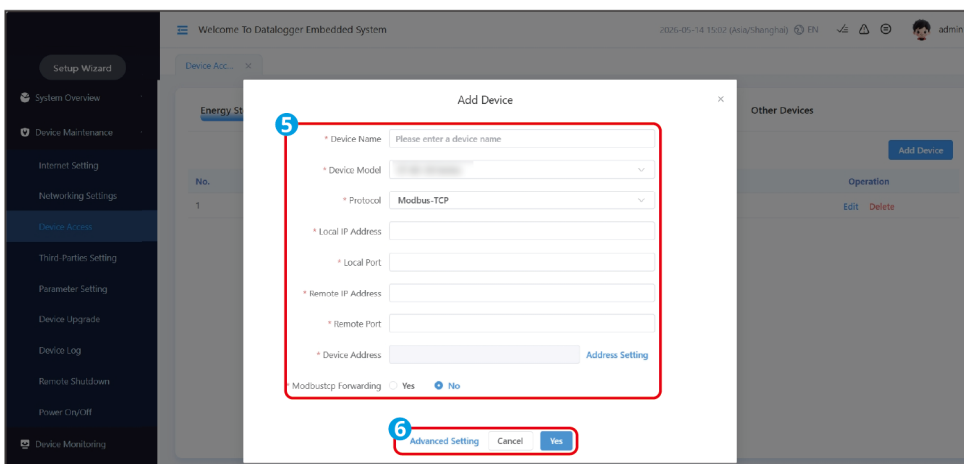 Welcome To Datalogger Embedded System
2026-05-14 15:02 (Asia/Shanghai) EN
admin
Setup Wizard
Device Acc... ×
System Overview
Device Maintenance
Internet Setting
Networking Settings
Device Access
Third-Parties Setting
Parameter Setting
Device Upgrade
Device Log
Remote Shutdown
Power On/Off
Device Monitoring
Energy St
Other Devices
Add Device
No.
Operation
1
Edit Delete
Add Device ×
5
* Device Name Please enter a device name
* Device Model
* Protocol Modbus-TCP
* Local IP Address
* Local Port
* Remote IP Address
* Remote Port
* Device Address Address Setting
* Modbustcp Forwarding Yes No
6
Advanced Setting Cancel Yes